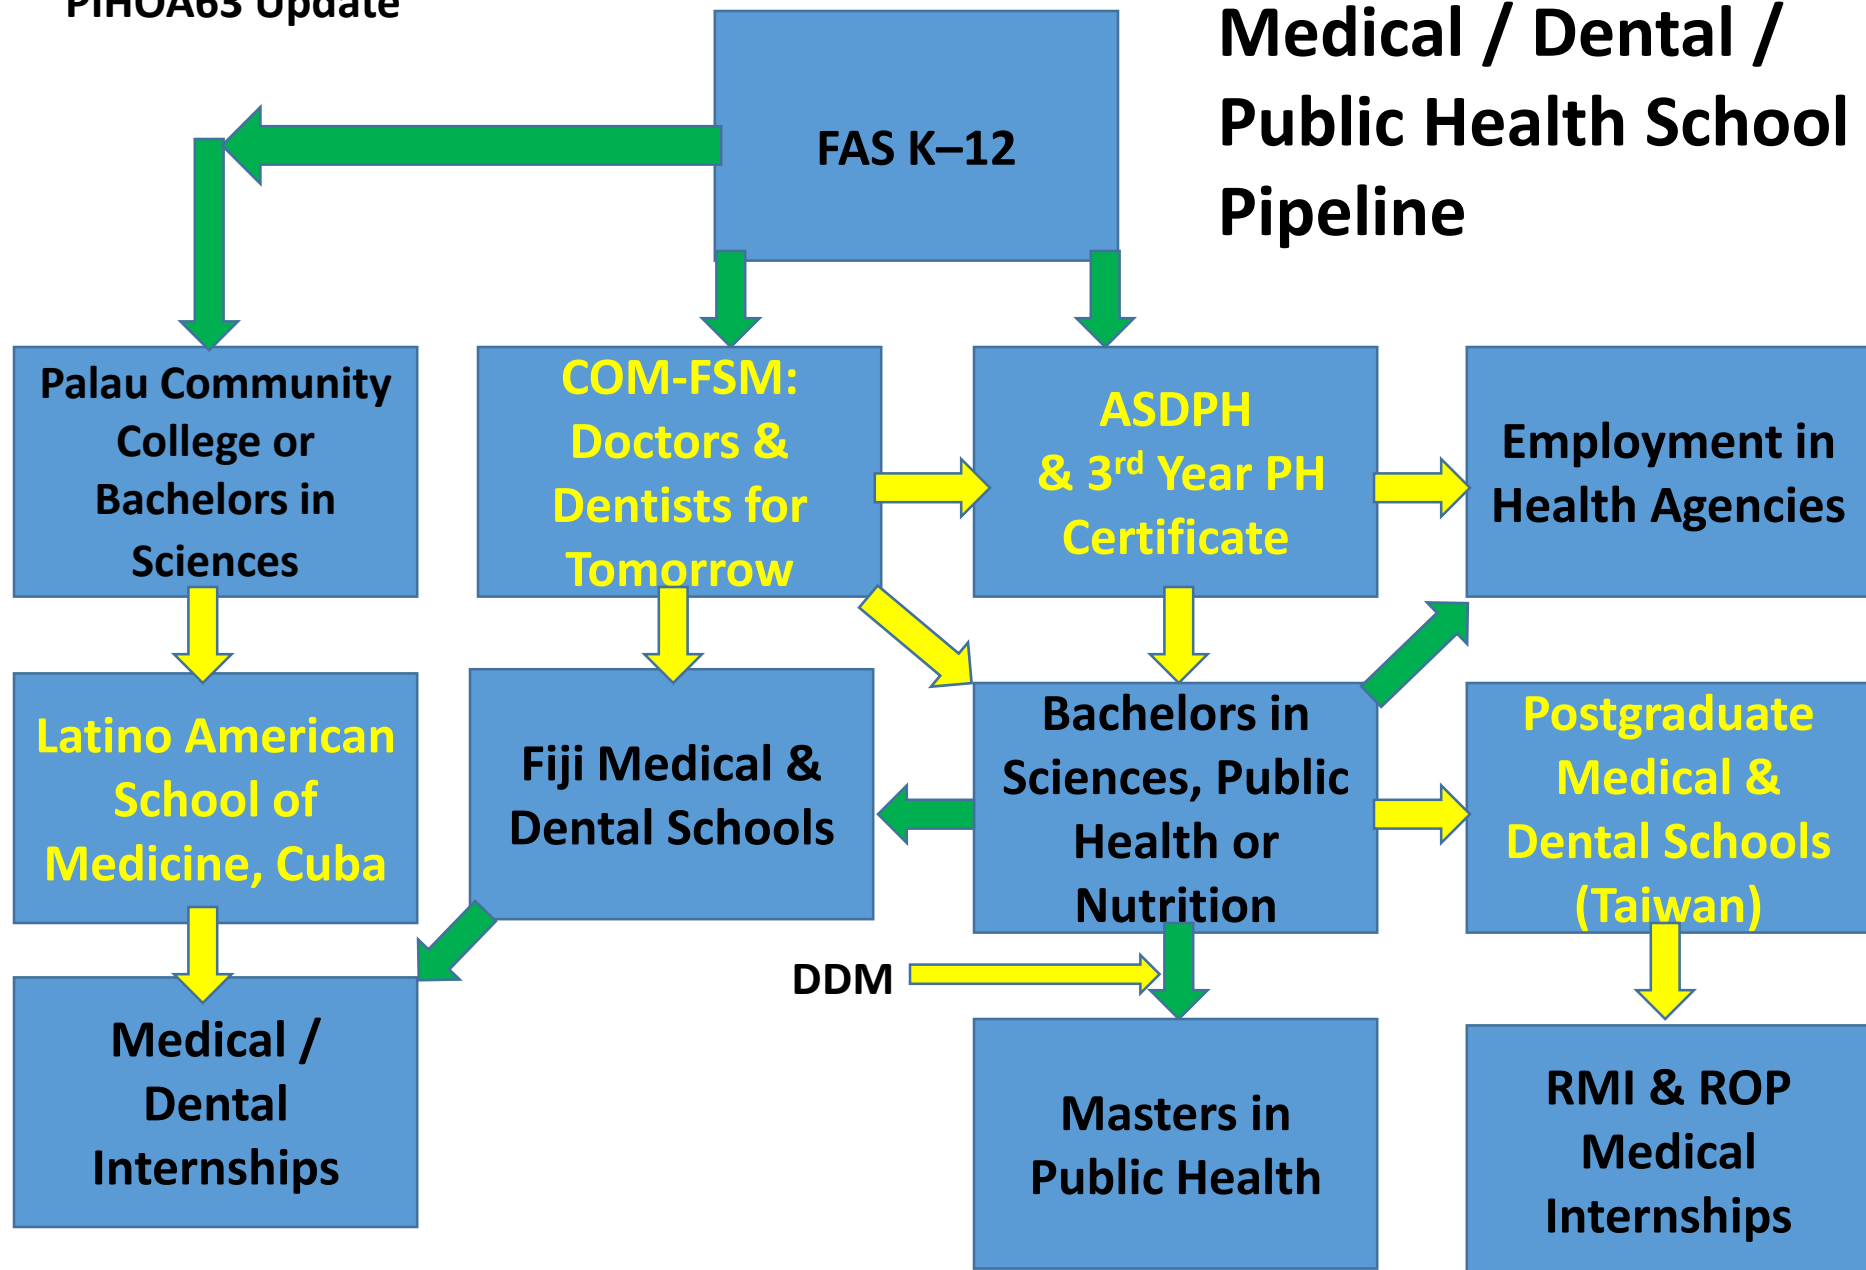 PIHOA63 Update
Medical / Dental /
Public Health School
Pipeline
FAS K–12
Palau Community
College or
Bachelors in
Sciences
COM-FSM:
Doctors &
Dentists for
Tomorrow
ASDPH
& 3rd Year PH
Certificate
Employment in
Health Agencies
Latino American
School of
Medicine, Cuba
Fiji Medical &
Dental Schools
Bachelors in
Sciences, Public
Health or
Nutrition
Postgraduate
Medical &
Dental Schools
(Taiwan)
DDM
Medical /
Dental
Internships
Masters in
Public Health
RMI & ROP
Medical
Internships